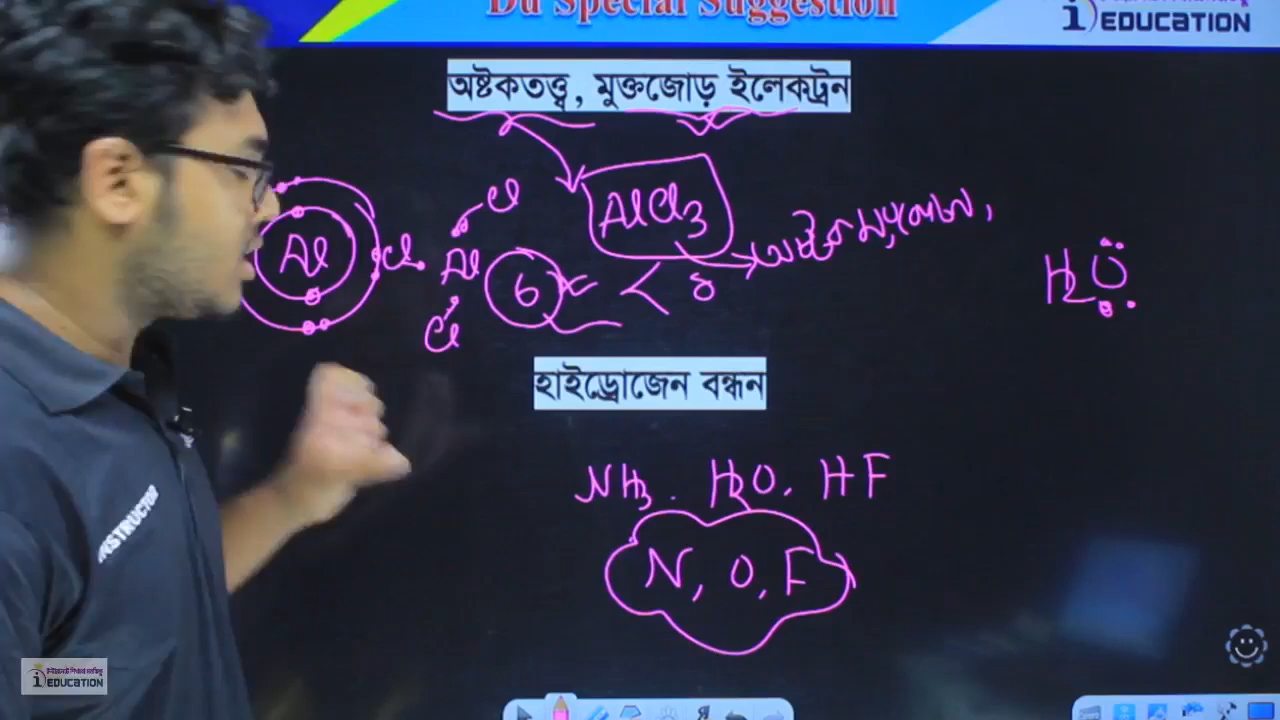 Du Special Suggestion
i EDUCATION
অষ্টকতত্ত্ব, মুক্তজোড় ইলেকট্রন
AlCl3
Cl
Al
Cl Al 6 < 8
Cl
H2O
হাইড্রোজেন বন্ধন
NH3. H2O. HF
N, O, F
INSTRUCTOR
i EDUCATION